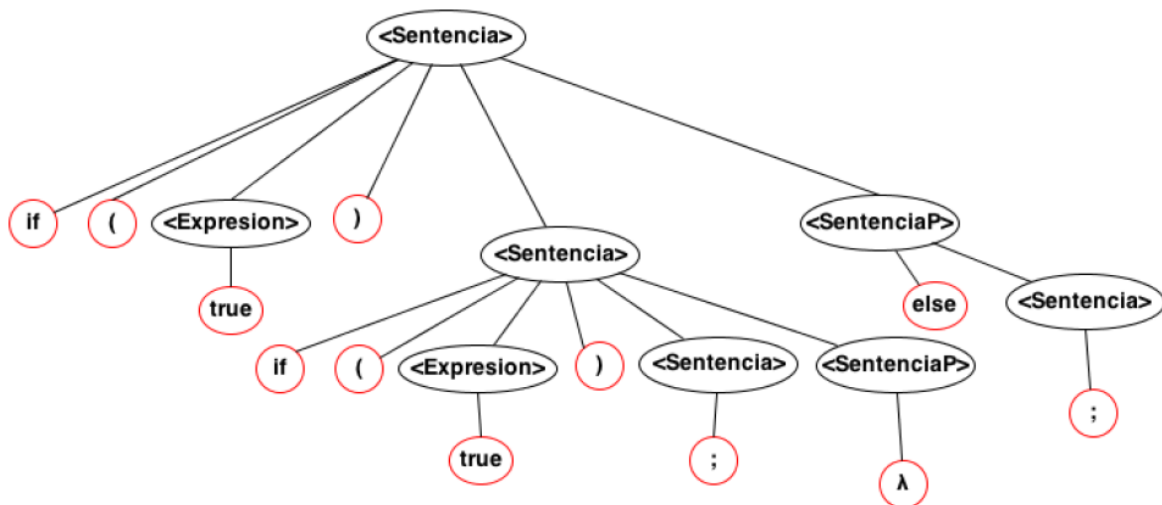 <Sentencia>
if ( <Expresion> ) <SentenciaP>
<Sentencia>
true else <Sentencia>
if ( <Expresion> ) <Sentencia> <SentenciaP>
;
true ; λ